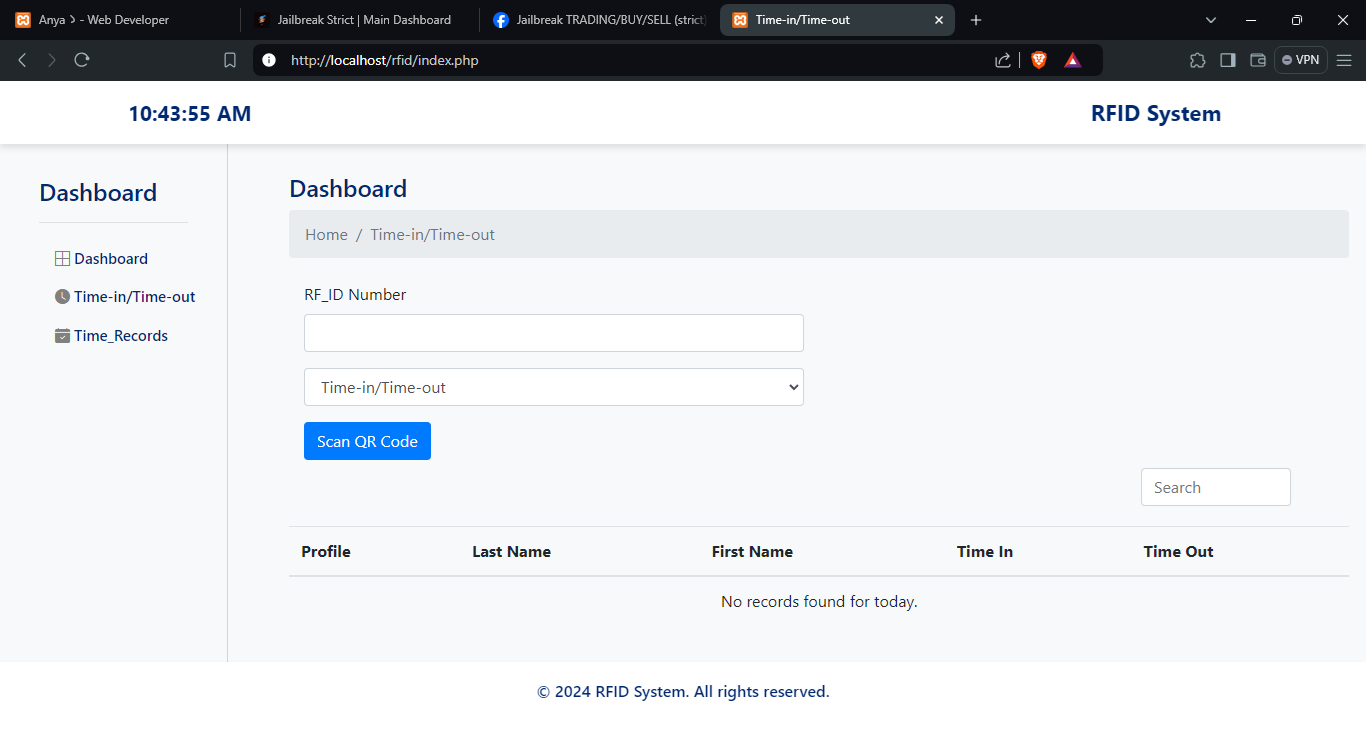 Anya > - Web Developer
Jailbreak Strict | Main Dashboard
Jailbreak TRADING/BUY/SELL (strict)
Time-in/Time-out
http://localhost/rfid/index.php
VPN
10:43:55 AM
RFID System
Dashboard
Dashboard
Time-in/Time-out
Time_Records
Dashboard
Home / Time-in/Time-out
RF_ID Number
Time-in/Time-out
Scan QR Code
Search
Profile Last Name First Name Time In Time Out
No records found for today.
© 2024 RFID System. All rights reserved.